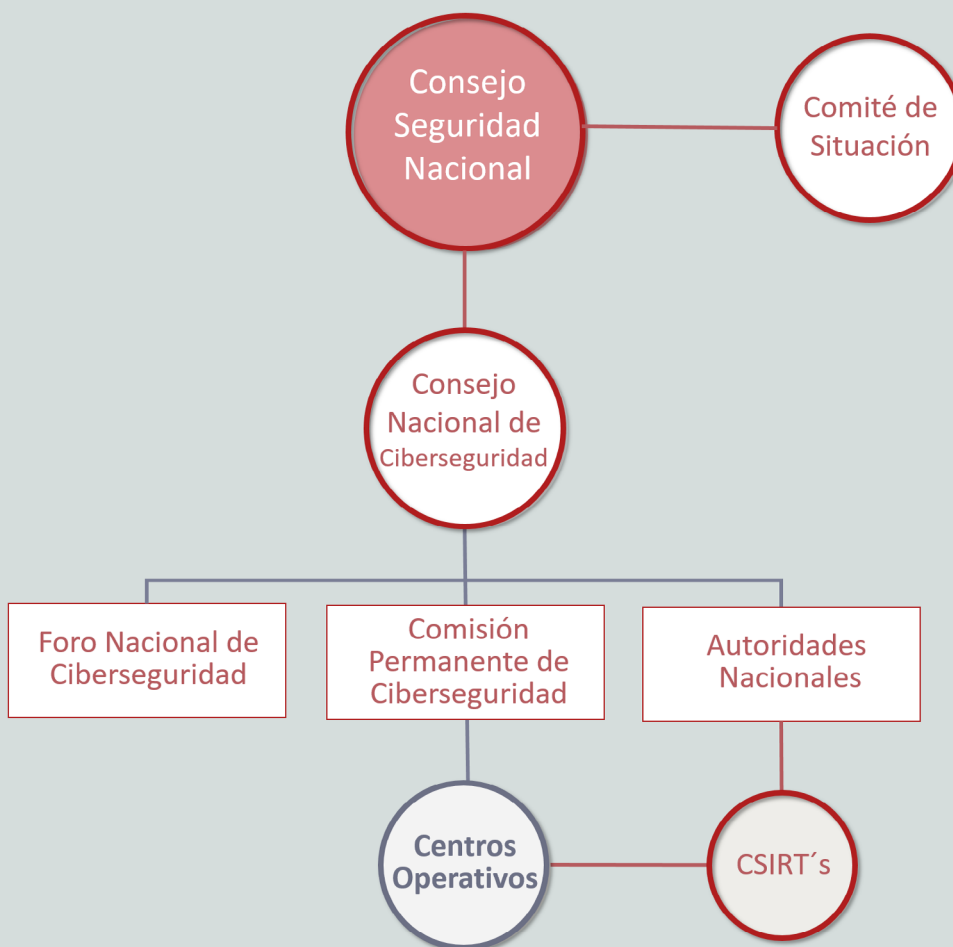 Consejo
Seguridad
Nacional
Comité de
Situación
Consejo
Nacional de
Ciberseguridad
Foro Nacional de
Ciberseguridad
Comisión
Permanente de
Ciberseguridad
Autoridades
Nacionales
Centros
Operativos
CSIRT´s